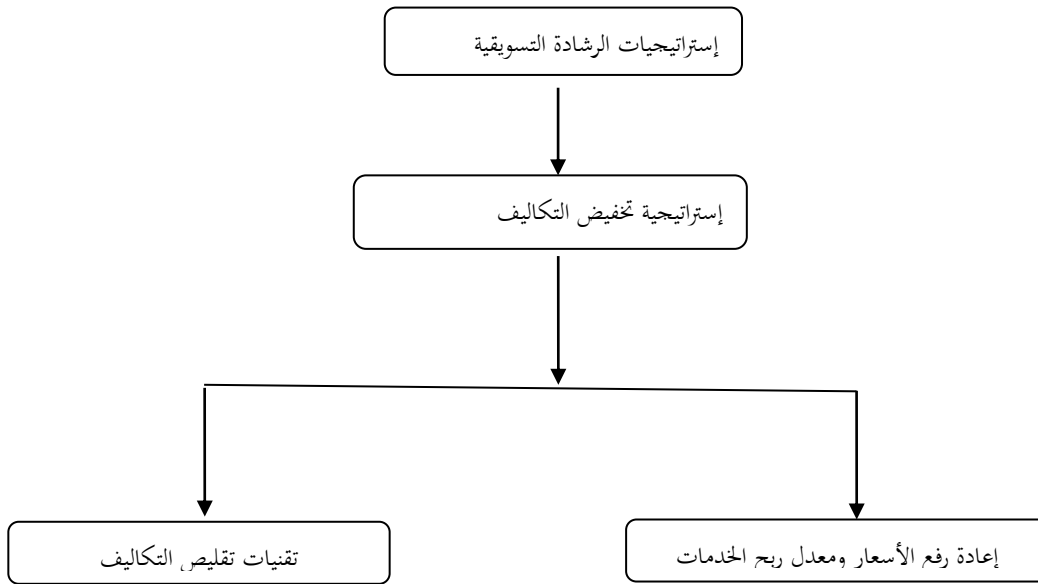 إستراتيجيات الرشادة التسويقية
إستراتيجية تخفيض التكاليف
إعادة رفع الأسعار ومعدل ربح الخدمات
تقنيات تقليص التكاليف